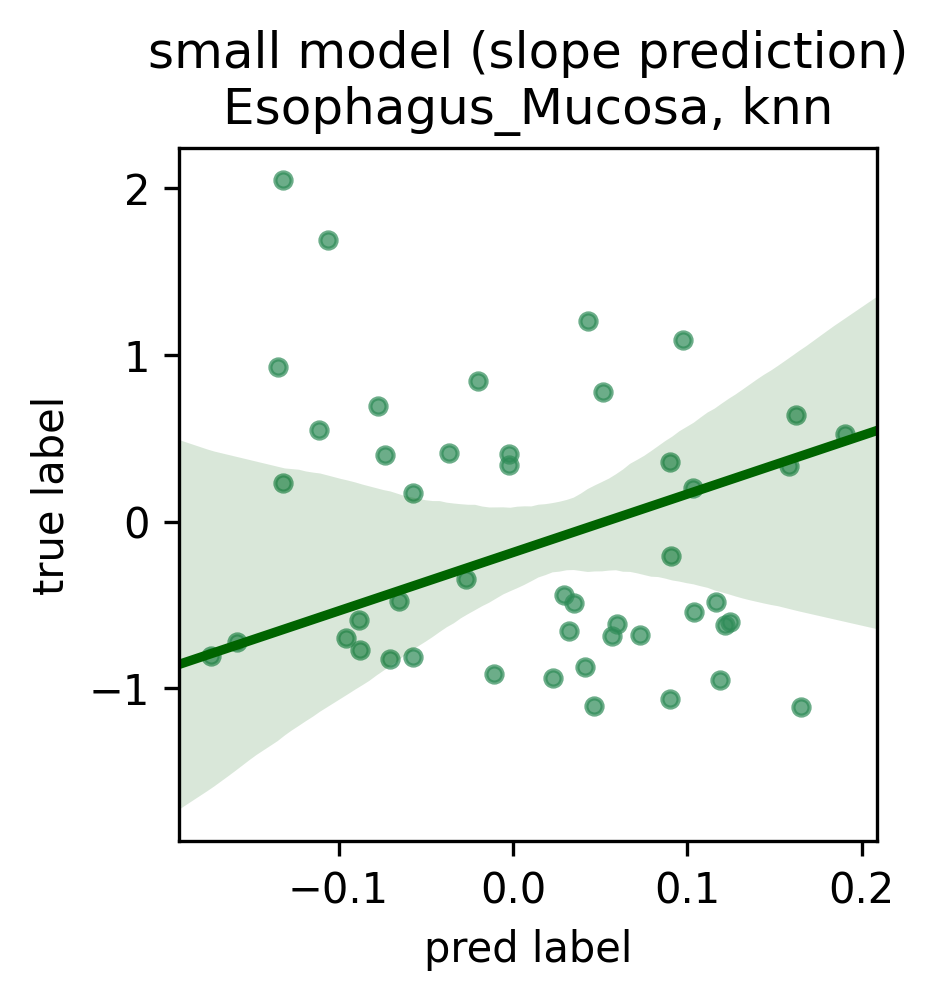 small model (slope prediction)
Esophagus_Mucosa, knn
2
1
0
−1
true label
−0.1
0.0
0.1
0.2
pred label